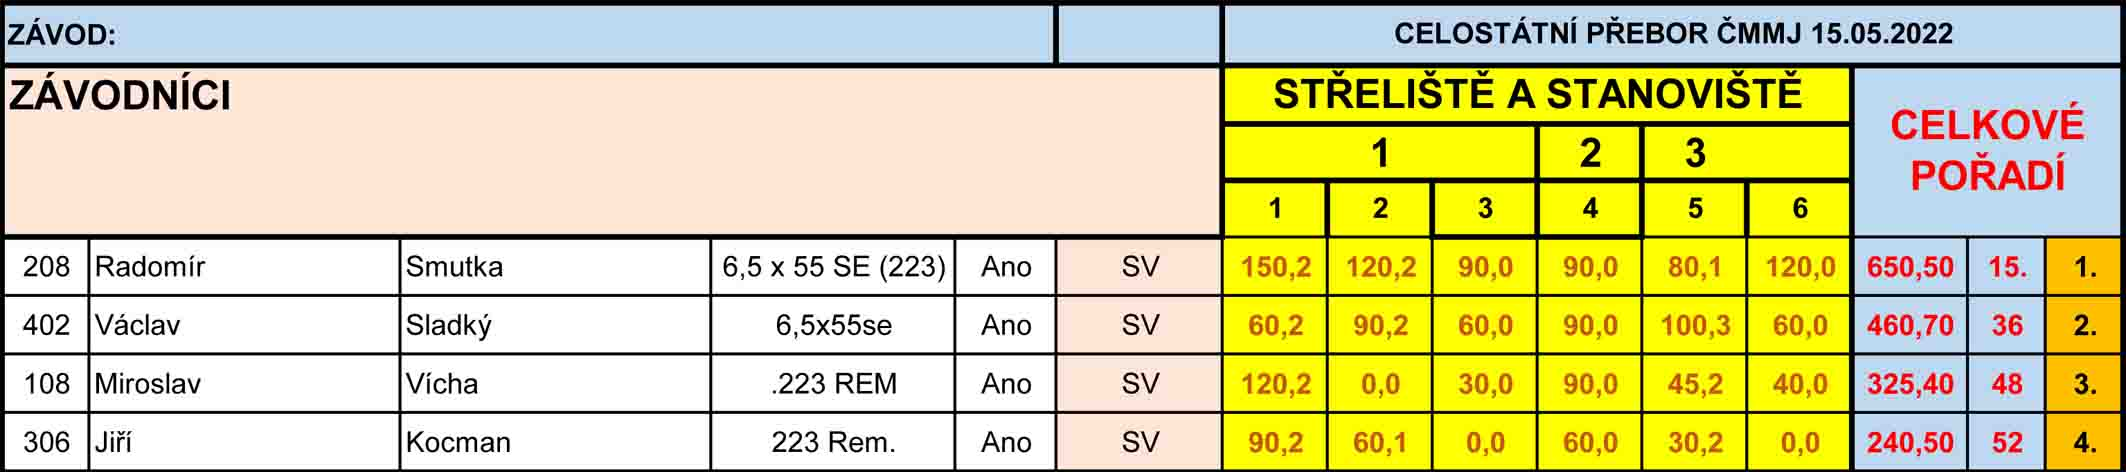 ZÁVOD: CELOSTÁTNÍ PŘEBOR ČMMJ 15.05.2022
ZÁVODNÍCI STŘELIŠTĚ A STANOVIŠTĚ CELKOVÉ POŘADÍ
1 2 3
1 2 3 4 5 6
208 Radomír Smutka 6,5 x 55 SE (223) Ano SV 150,2 120,2 90,0 90,0 80,1 120,0 650,50 15. 1.
402 Václav Sladký 6,5x55se Ano SV 60,2 90,2 60,0 90,0 100,3 60,0 460,70 36 2.
108 Miroslav Vícha .223 REM Ano SV 120,2 0,0 30,0 90,0 45,2 40,0 325,40 48 3.
306 Jiří Kocman 223 Rem. Ano SV 90,2 60,1 0,0 60,0 30,2 0,0 240,50 52 4.